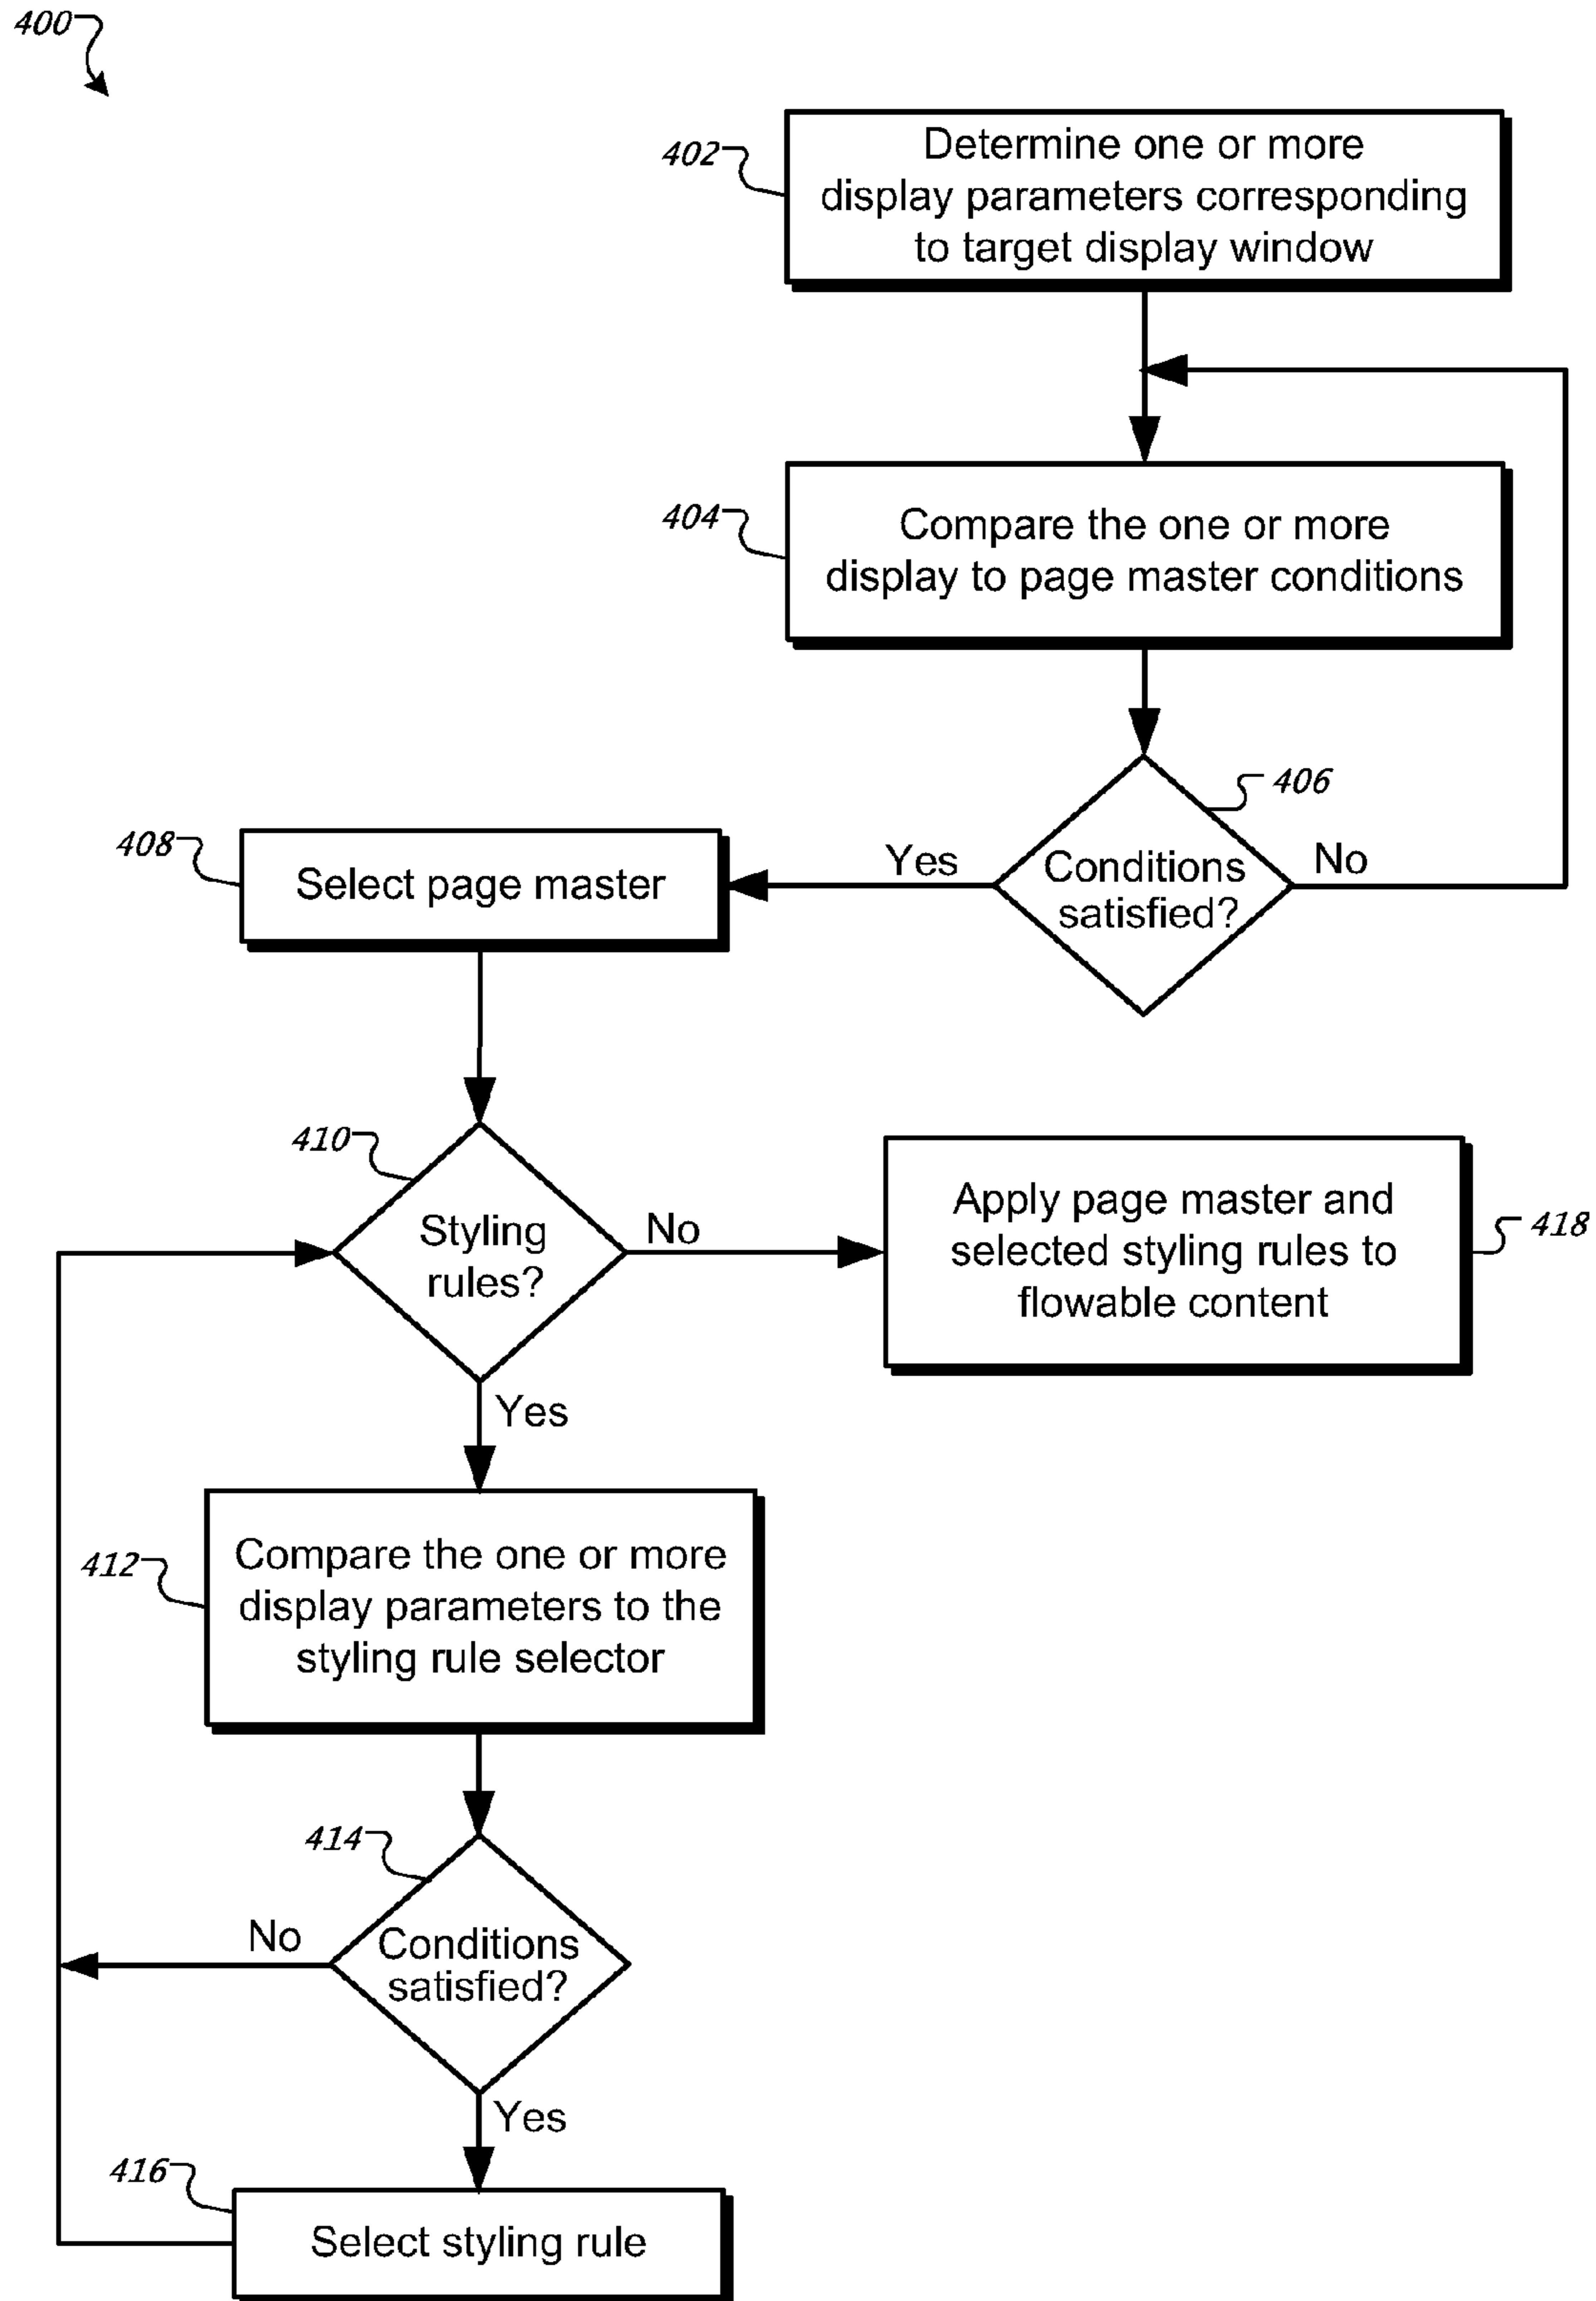 400
402
Determine one or more
display parameters corresponding
to target display window
404
Compare the one or more
display to page master conditions
406
Conditions
satisfied?
Yes
No
408
Select page master
410
Styling
rules?
No
Yes
Apply page master and
selected styling rules to
flowable content
418
412
Compare the one or more
display parameters to the
styling rule selector
414
Conditions
satisfied?
No
Yes
416
Select styling rule